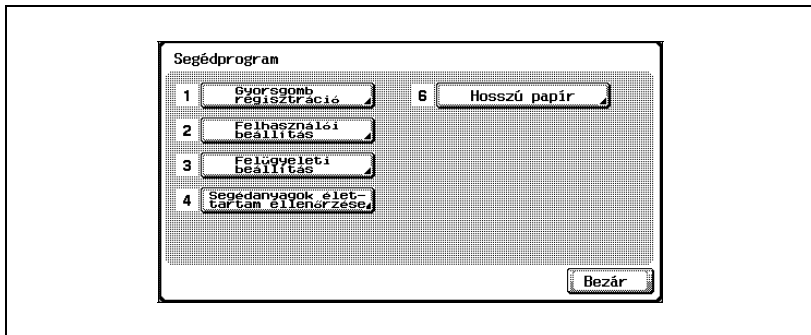 Segédprogram
1 Gyorsgomb
regisztráció
2 Felhasználói
beállítás
3 Felügyeleti
beállítás
4 Segédanyagok élet-
tartam ellenőrzése
6 Hosszú papír
Bezár